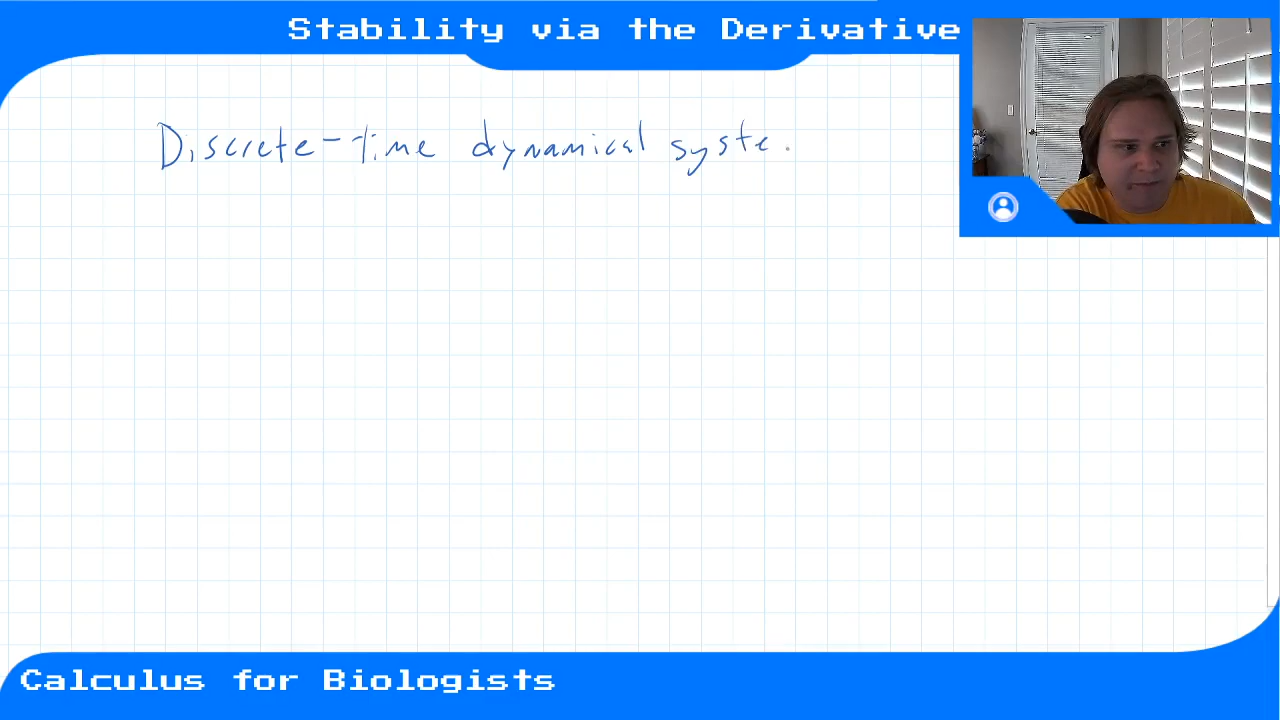 Stability via the Derivative
Discrete-time dynamical syste
Calculus for Biologists